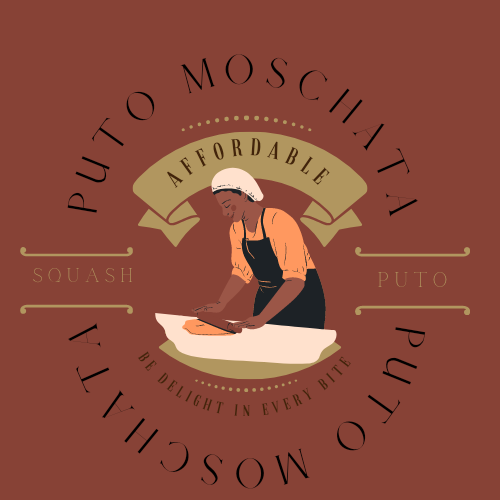 PUTO MOSCHATA
AFFORDABLE
SQUASH
PUTO
BE DELIGHT IN EVERY BITE
PUTO MOSCHATA